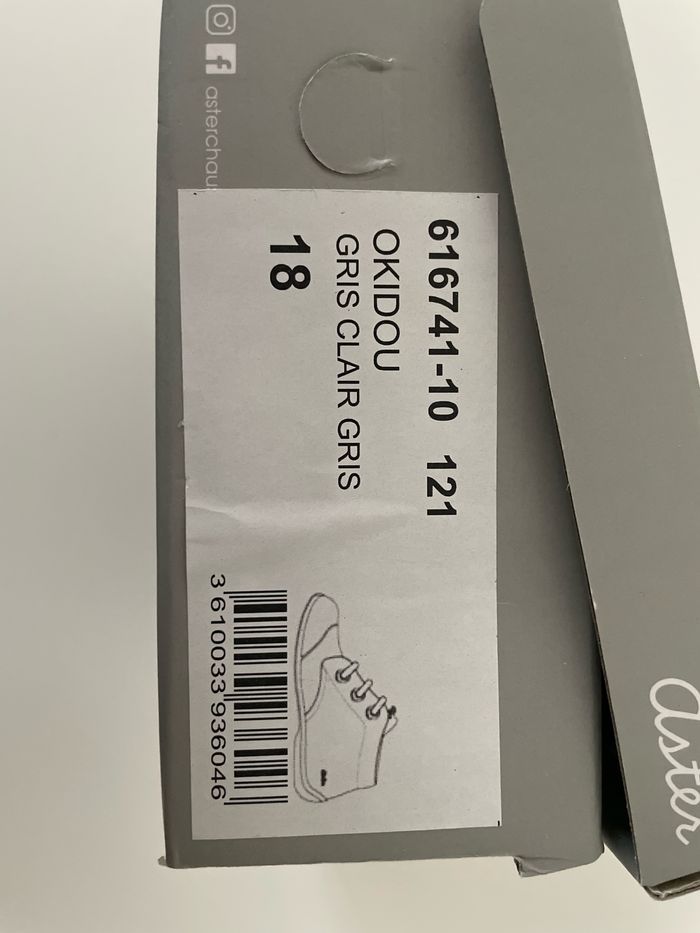 asterchau
616741-10 121
OKIDOU
GRIS CLAIR GRIS
18
3 610033 936046
aster